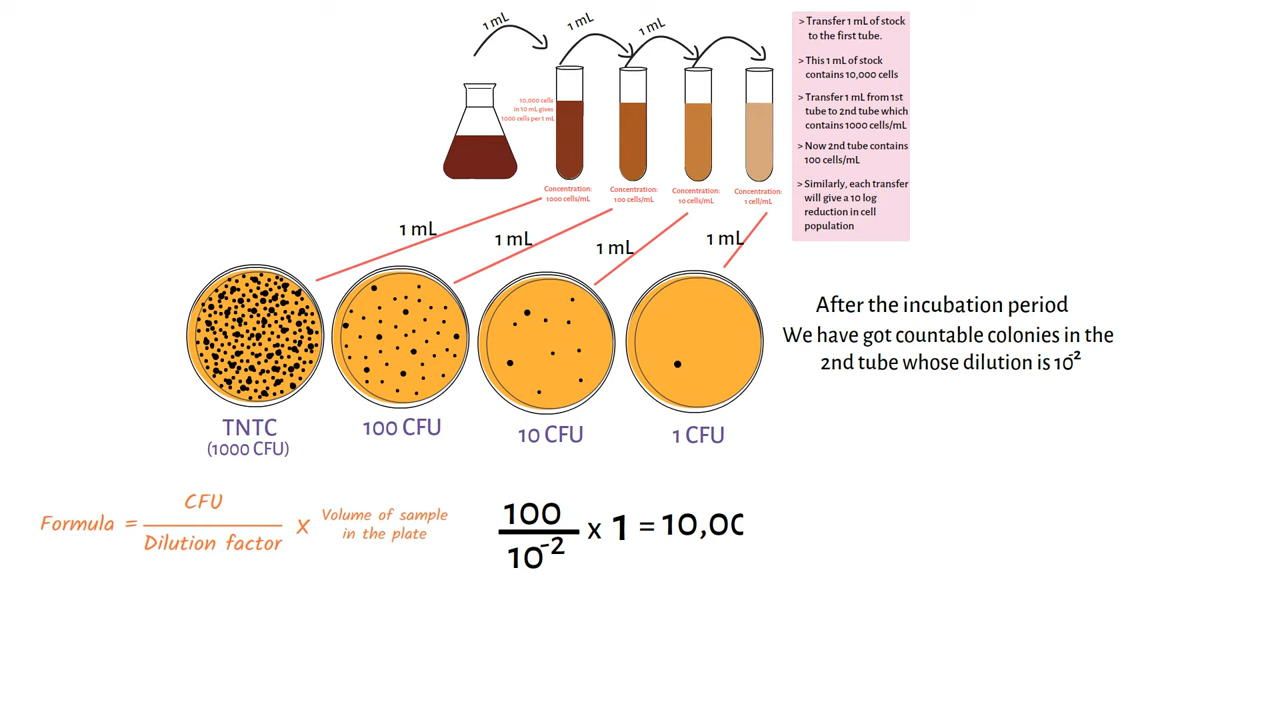 1 mL
1 mL
1 mL
> Transfer 1 mL of stock
to the first tube.
> This 1 mL of stock
contains 10,000 cells
> Transfer 1 mL from 1st
tube to 2nd tube which
contains 1000 cells/mL
> Now 2nd tube contains
100 cells/mL
> Similarly, each transfer
will give a 10 log
reduction in cell
population
10,000 cells
in 10 mL gives
1000 cells per 1 mL
Concentration:
1000 cells/mL
Concentration:
100 cells/mL
Concentration:
10 cells/mL
Concentration:
1 cell/mL
1 mL
1 mL
1 mL
1 mL
TNTC
(1000 CFU)
100 CFU
10 CFU
1 CFU
After the incubation period
We have got countable colonies in the
2nd tube whose dilution is 10⁻²
Formula =
CFU
Dilution factor
X
Volume of sample
in the plate
100
10⁻²
x 1 = 10,00